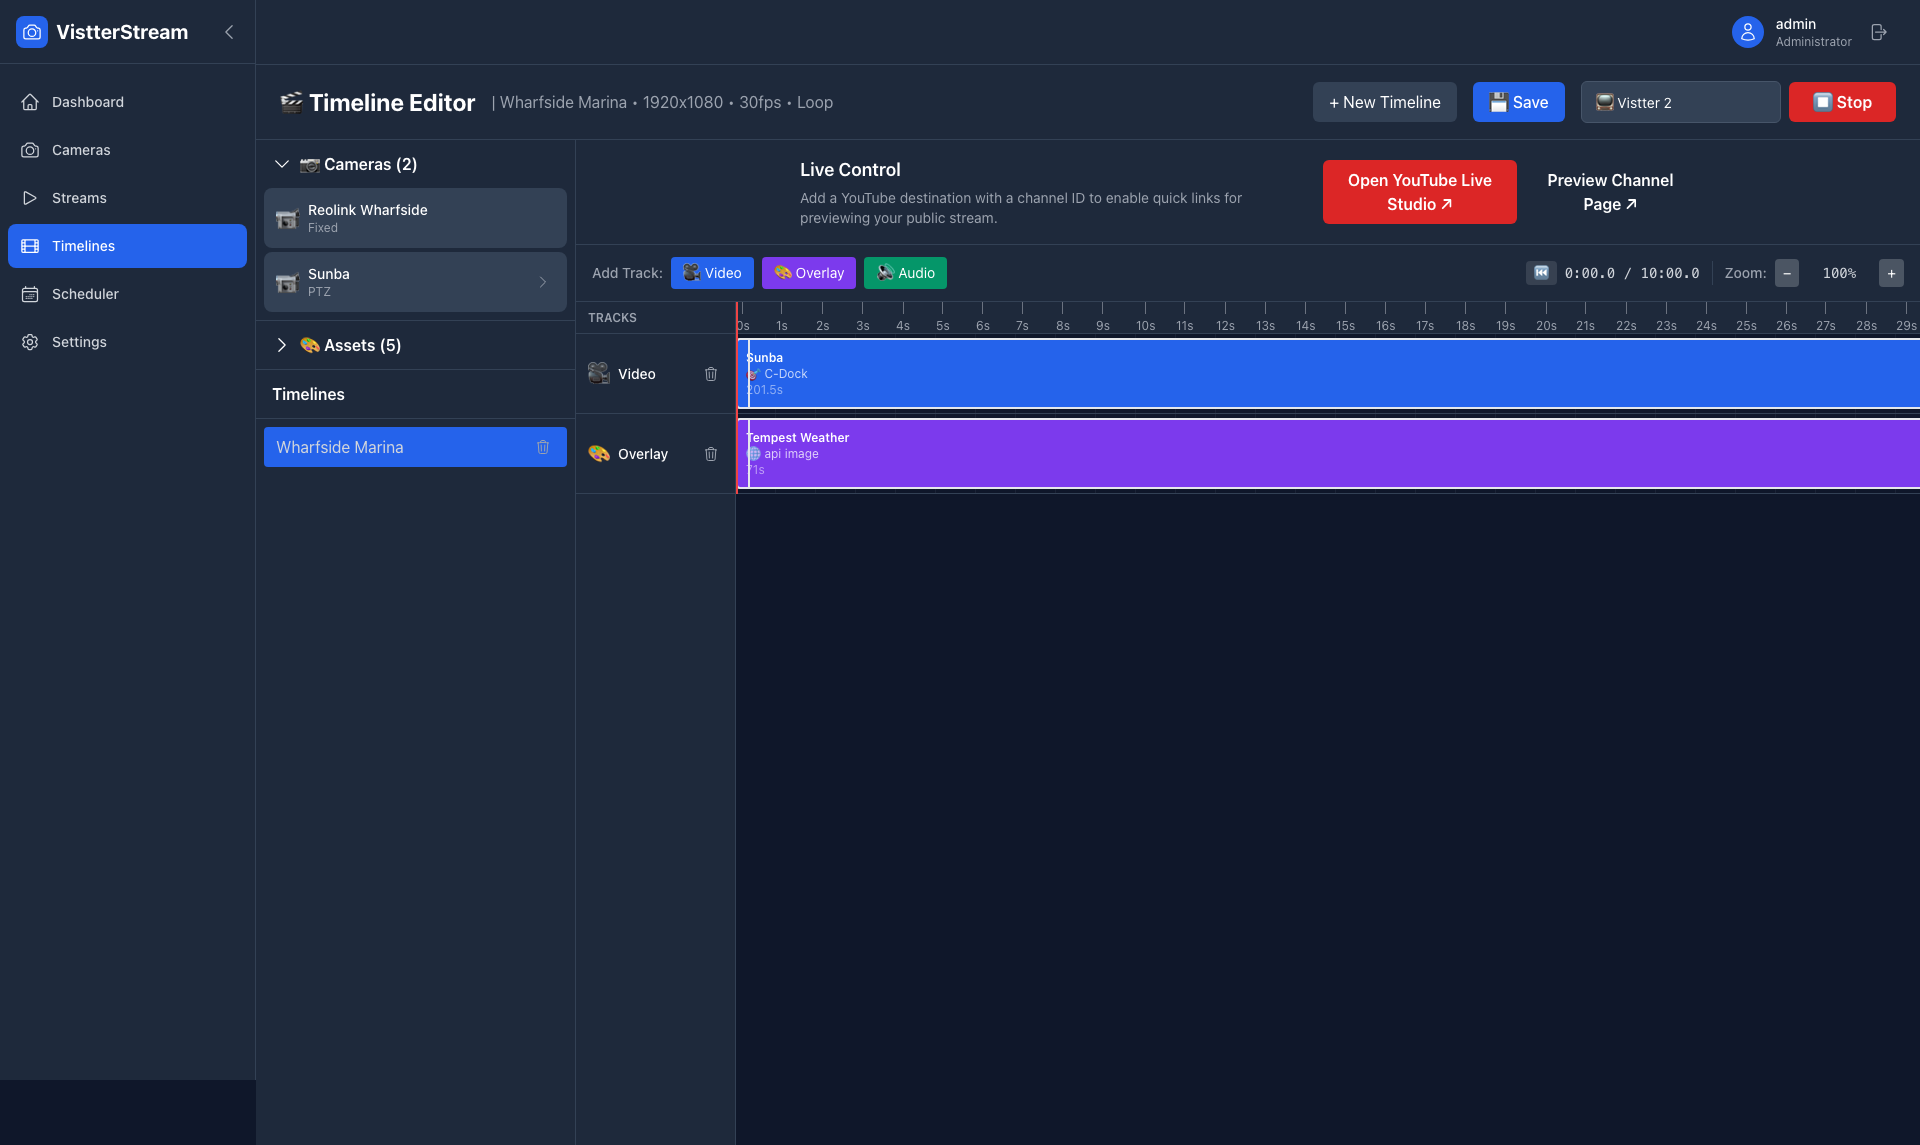 VistterStream
admin
Administrator
Dashboard
Cameras
Streams
Timelines
Scheduler
Settings
Timeline Editor
| Wharfside Marina • 1920x1080 • 30fps • Loop
+ New Timeline
Save
Vistter 2
Stop
Cameras (2)
Reolink Wharfside
Fixed
Sunba
PTZ
Assets (5)
Timelines
Wharfside Marina
Live Control
Add a YouTube destination with a channel ID to enable quick links for
previewing your public stream.
Open YouTube Live
Studio ↗
Preview Channel
Page ↗
Add Track:
Video
Overlay
Audio
0:00.0 / 10:00.0
Zoom:
−
100%
+
TRACKS
0s 1s 2s 3s 4s 5s 6s 7s 8s 9s 10s 11s 12s 13s 14s 15s 16s 17s 18s 19s 20s 21s 22s 23s 24s 25s 26s 27s 28s 29s
Video
Sunba
C-Dock
201.5s
Overlay
Tempest Weather
api image
71s